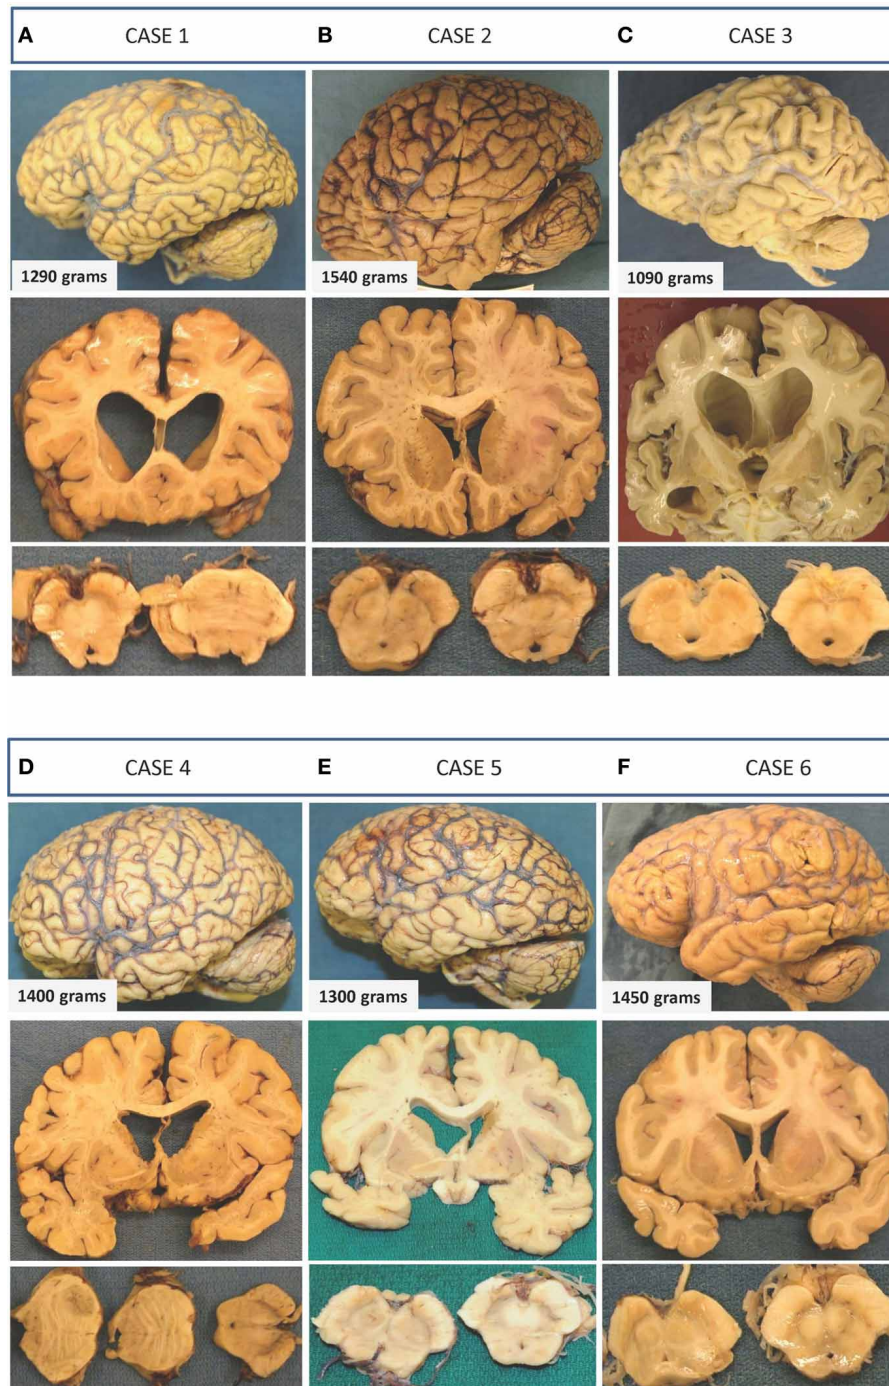 A CASE 1 B CASE 2 C CASE 3
1290 grams 1540 grams 1090 grams
D CASE 4 E CASE 5 F CASE 6
1400 grams 1300 grams 1450 grams